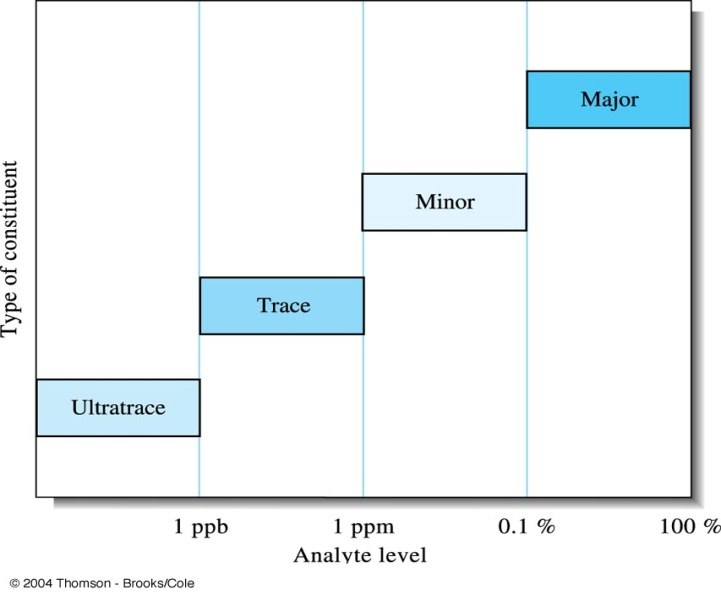 Major
Minor
Trace
Ultratrace
Type of constituent
1 ppb 1 ppm 0.1 % 100 %
Analyte level
© 2004 Thomson - Brooks/Cole